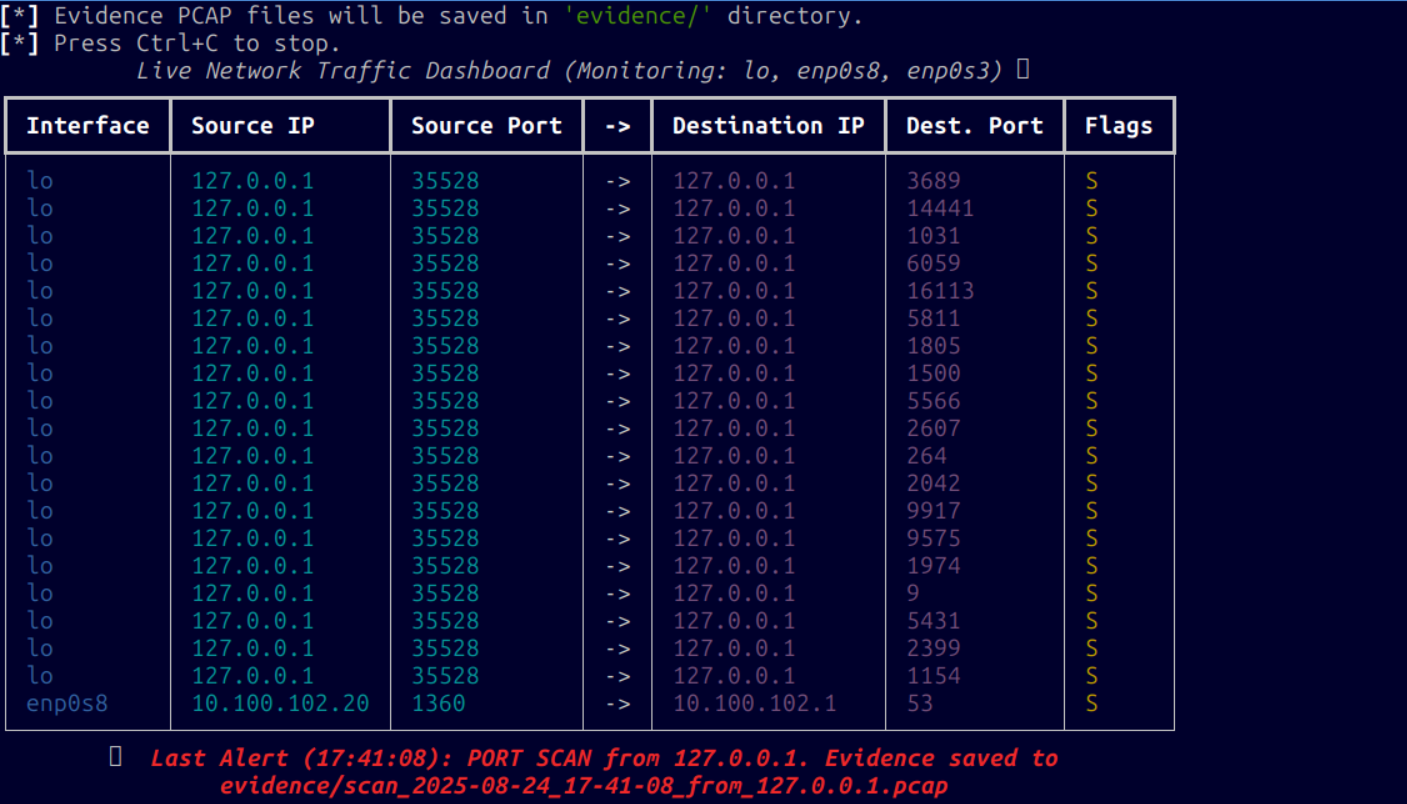 [*] Evidence PCAP files will be saved in 'evidence/' directory.
[*] Press Ctrl+C to stop.
Live Network Traffic Dashboard (Monitoring: lo, enp0s8, enp0s3)
Interface Source IP Source Port -> Destination IP Dest. Port Flags
lo 127.0.0.1 35528 -> 127.0.0.1 3689 S
lo 127.0.0.1 35528 -> 127.0.0.1 14441 S
lo 127.0.0.1 35528 -> 127.0.0.1 1031 S
lo 127.0.0.1 35528 -> 127.0.0.1 6059 S
lo 127.0.0.1 35528 -> 127.0.0.1 16113 S
lo 127.0.0.1 35528 -> 127.0.0.1 5811 S
lo 127.0.0.1 35528 -> 127.0.0.1 1805 S
lo 127.0.0.1 35528 -> 127.0.0.1 1500 S
lo 127.0.0.1 35528 -> 127.0.0.1 5566 S
lo 127.0.0.1 35528 -> 127.0.0.1 2607 S
lo 127.0.0.1 35528 -> 127.0.0.1 264 S
lo 127.0.0.1 35528 -> 127.0.0.1 2042 S
lo 127.0.0.1 35528 -> 127.0.0.1 9917 S
lo 127.0.0.1 35528 -> 127.0.0.1 9575 S
lo 127.0.0.1 35528 -> 127.0.0.1 1974 S
lo 127.0.0.1 35528 -> 127.0.0.1 9 S
lo 127.0.0.1 35528 -> 127.0.0.1 5431 S
lo 127.0.0.1 35528 -> 127.0.0.1 2399 S
lo 127.0.0.1 35528 -> 127.0.0.1 1154 S
enp0s8 10.100.102.20 1360 -> 10.100.102.1 53 S
Last Alert (17:41:08): PORT SCAN from 127.0.0.1. Evidence saved to
evidence/scan_2025-08-24_17-41-08_from_127.0.0.1.pcap